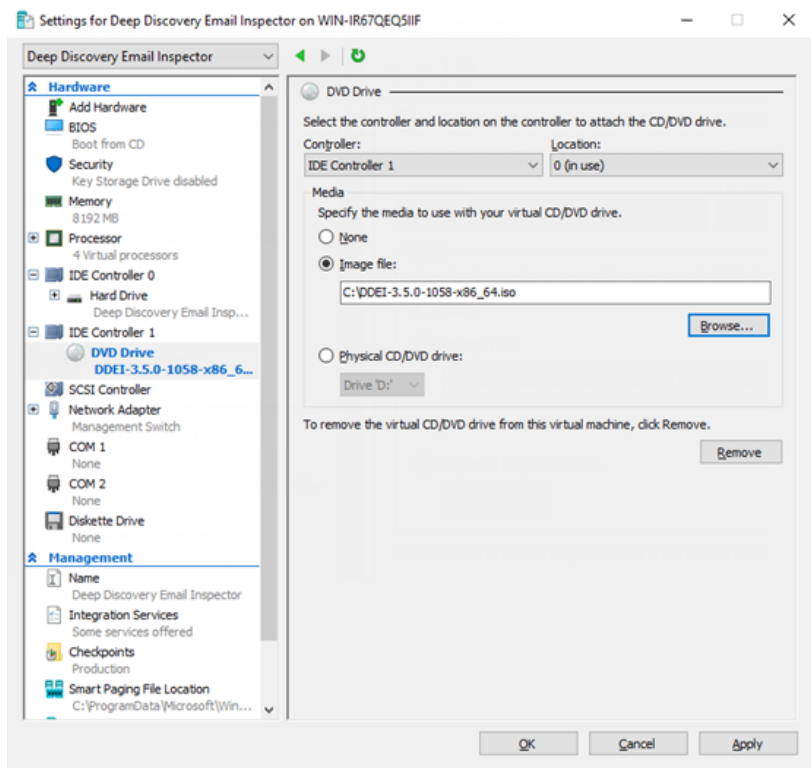 Settings for Deep Discovery Email Inspector on WIN-IR67QEQ5IIF
Deep Discovery Email Inspector
Hardware
Add Hardware
BIOS
Boot from CD
Security
Key Storage Drive disabled
Memory
8192 MB
Processor
4 Virtual processors
IDE Controller 0
Hard Drive
Deep Discovery Email Insp...
IDE Controller 1
DVD Drive
DDEI-3.5.0-1058-x86_6...
SCSI Controller
Network Adapter
Management Switch
COM 1
None
COM 2
None
Diskette Drive
None
Management
Name
Deep Discovery Email Inspector
Integration Services
Some services offered
Checkpoints
Production
Smart Paging File Location
C:\ProgramData\Microsoft\Win...
DVD Drive
Select the controller and location on the controller to attach the CD/DVD drive.
Controller: Location:
IDE Controller 1 0 (in use)
Media
Specify the media to use with your virtual CD/DVD drive.
None
Image file:
C:\DDEI-3.5.0-1058-x86_64.iso
Browse...
Physical CD/DVD drive:
Drive 'D:'
To remove the virtual CD/DVD drive from this virtual machine, click Remove.
Remove
OK Cancel Apply